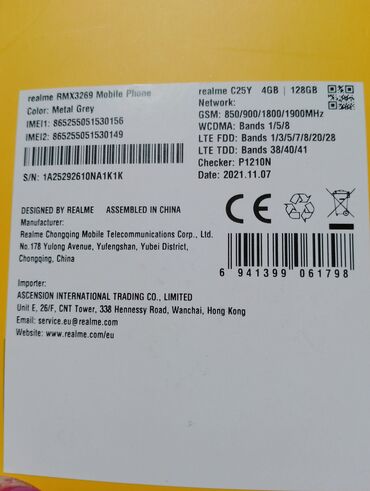 realme RMX3269 Mobile Phone
Color: Metal Grey
IMEI1: 865255051530156
IMEI2: 865255051530149
S/N: 1A25292610NA1K1K
realme C25Y 4GB | 128GB
Network:
GSM: 850/900/1800/1900MHz
WCDMA: Bands 1/5/8
LTE FDD: Bands 1/3/5/7/8/20/28
LTE TDD: Bands 38/40/41
Checker: P1210N
Date: 2021.11.07
DESIGNED BY REALME ASSEMBLED IN CHINA
Manufacturer:
Realme Chongqing Mobile Telecommunications Corp., Ltd.
No.178 Yulong Avenue, Yufengshan, Yubei District,
Chongqing, China
CE
6 941399 061798
Importer:
ASCENSION INTERNATIONAL TRADING CO., LIMITED
Unit E, 26/F, CNT Tower, 338 Hennessy Road, Wanchai, Hong Kong
Email: service.eu@realme.com
Website: www.realme.com/eu